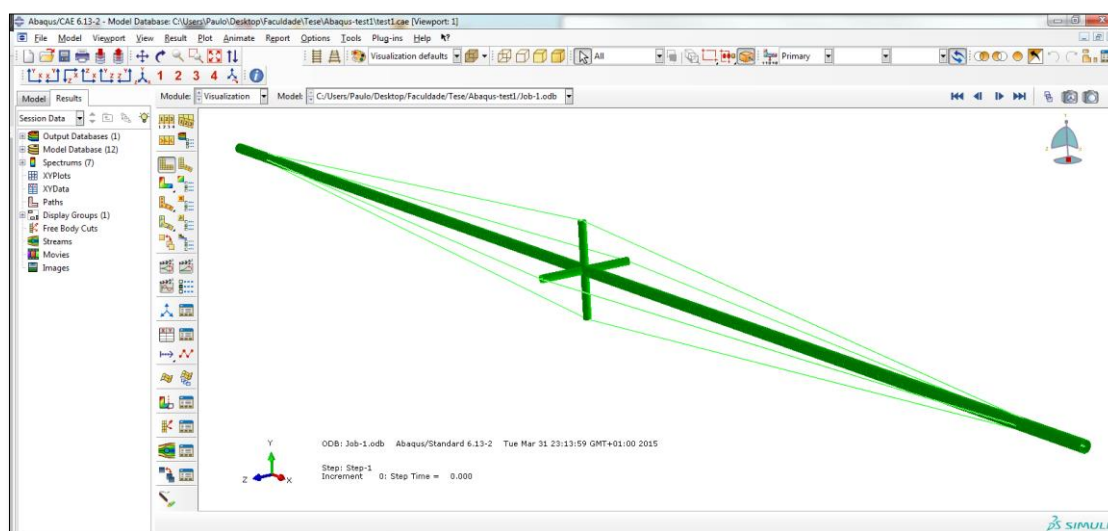 Abaqus/CAE 6.13-2 - Model Database: C:\Users\Paulo\Desktop\Faculdade\Tese\Abaqus-test1\test1.cae [Viewport: 1]
File Model Viewport View Result Plot Animate Report Options Tools Plug-ins Help
Visualization defaults All Primary
1 2 3 4
Model Results Module: Visualization Model: C:/Users/Paulo/Desktop/Faculdade/Tese/Abaqus-test1/Job-1.odb
Session Data
Output Databases (1)
Model Database (12)
Spectrums (7)
XYPlots
XYData
Paths
Display Groups (1)
Free Body Cuts
Streams
Movies
Images
ODB: Job-1.odb Abaqus/Standard 6.13-2 Tue Mar 31 23:13:59 GMT+01:00 2015
Step: Step-1
Increment 0: Step Time = 0.000
Y
Z X
SIMULI